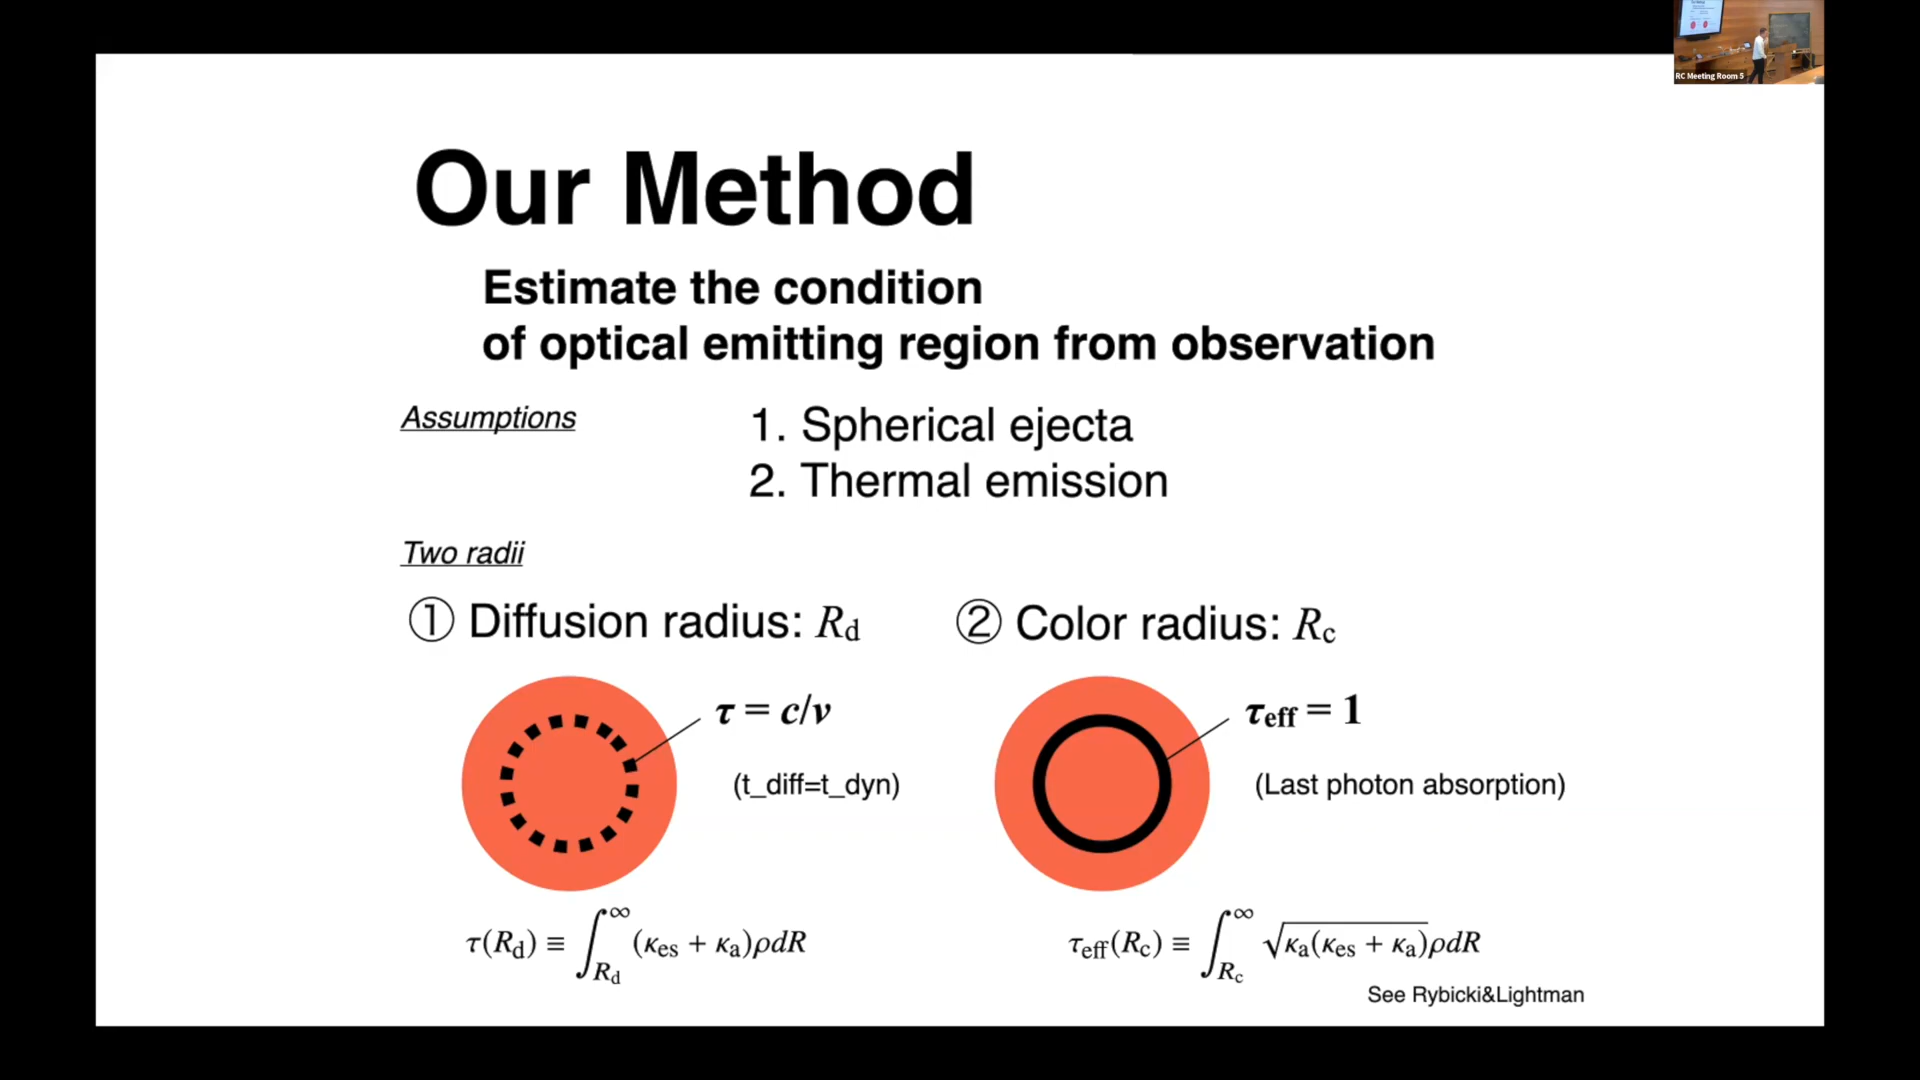 RC Meeting Room 5
Our Method
Estimate the condition
of optical emitting region from observation
Assumptions
1. Spherical ejecta
2. Thermal emission
Two radii
① Diffusion radius: R_d
② Color radius: R_c
τ = c/v
(t_diff=t_dyn)
τ_eff = 1
(Last photon absorption)
τ(R_d) ≡ ∫_{R_d}^{∞} (κ_es + κ_a)ρdR
τ_eff(R_c) ≡ ∫_{R_c}^{∞} √(κ_a(κ_es + κ_a))ρdR
See Rybicki&Lightman